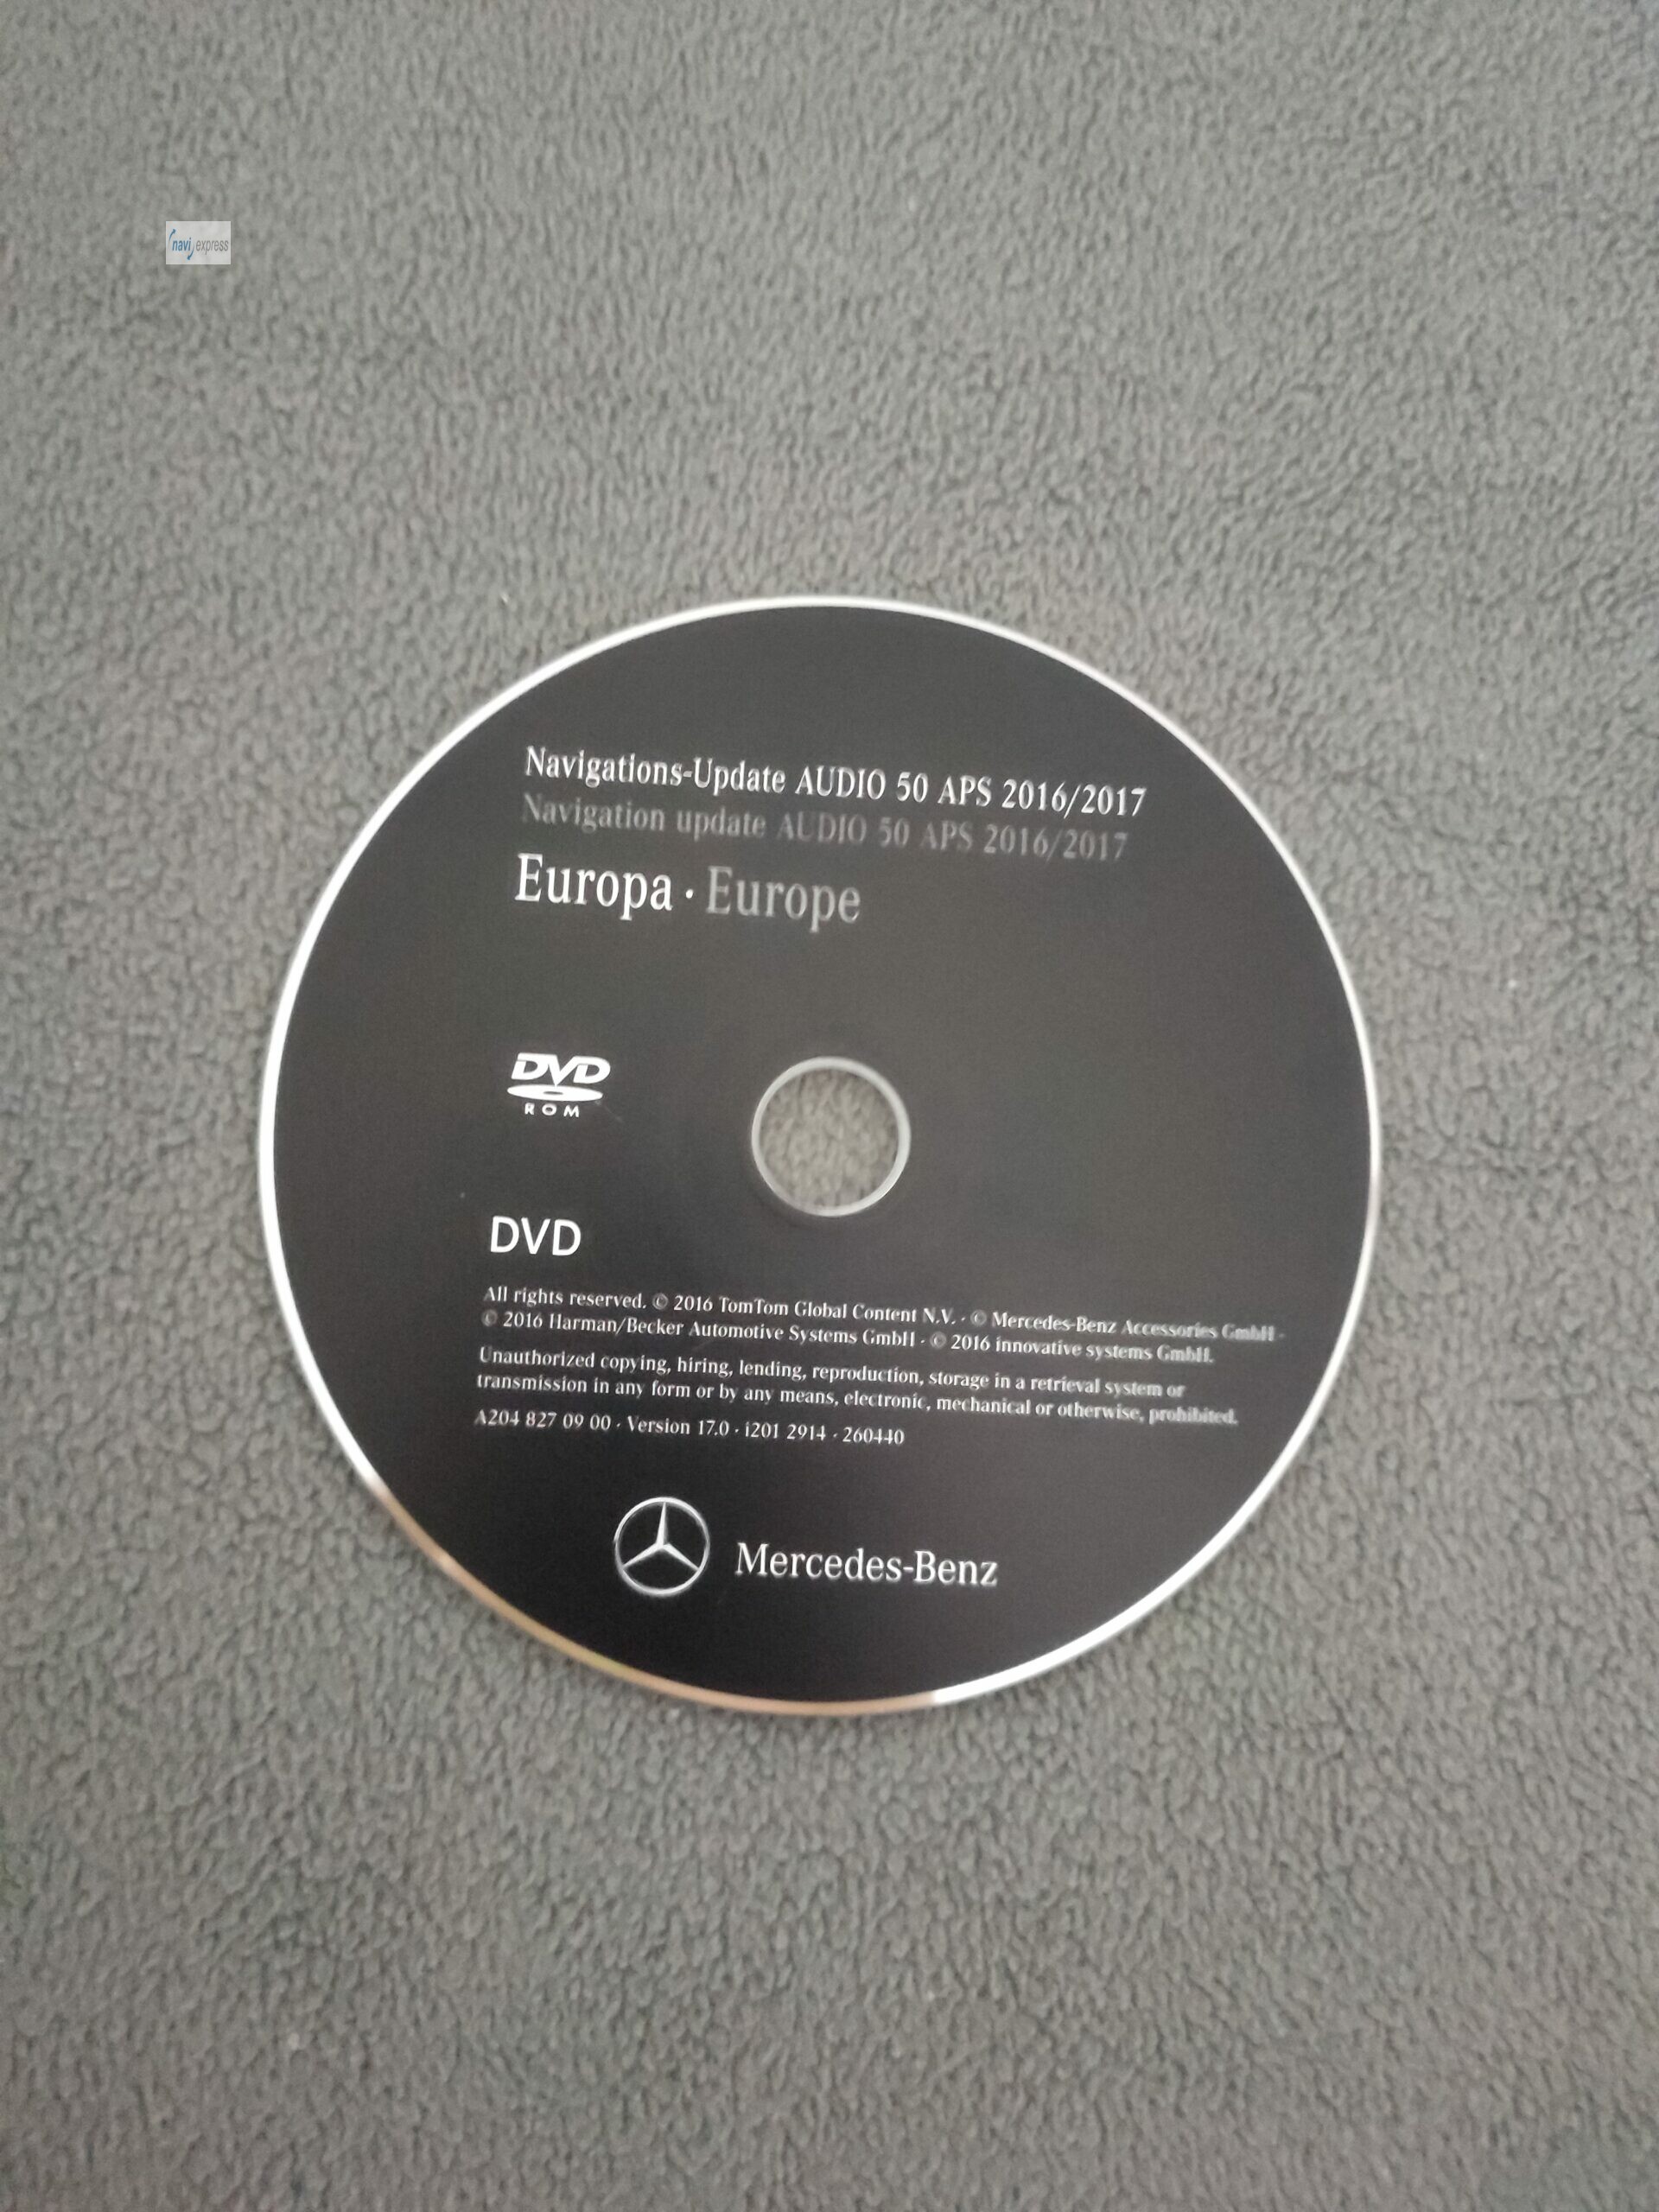 navi express
Navigations-Update AUDIO 50 APS 2016/2017
Navigation update AUDIO 50 APS 2016/2017
Europa · Europe
DVD
ROM
DVD
All rights reserved. © 2016 TomTom Global Content N.V. · © Mercedes-Benz Accessories GmbH ·
© 2016 Harman/Becker Automotive Systems GmbH · © 2016 innovative systems GmbH.
Unauthorized copying, hiring, lending, reproduction, storage in a retrieval system or
transmission in any form or by any means, electronic, mechanical or otherwise, prohibited.
A204 827 09 00 · Version 17.0 · i201 2914 · 260440
Mercedes-Benz